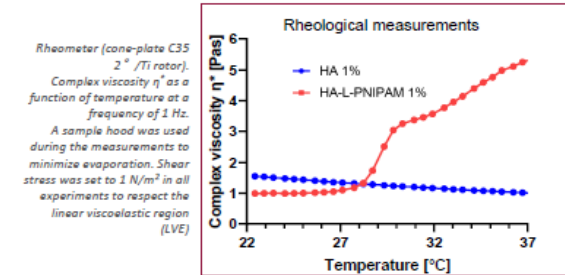 Rheometer (cone-plate C35
2° /Ti rotor).
Complex viscosity η* as a
function of temperature at a
frequency of 1 Hz.
A sample hood was used
during the measurements to
minimize evaporation. Shear
stress was set to 1 N/m² in all
experiments to respect the
linear viscoelastic region
(LVE)
Rheological measurements
Complex viscosity η* [Pas]
6
5
4
3
2
1
0
HA 1%
HA-L-PNIPAM 1%
22
27
32
37
Temperature [°C]